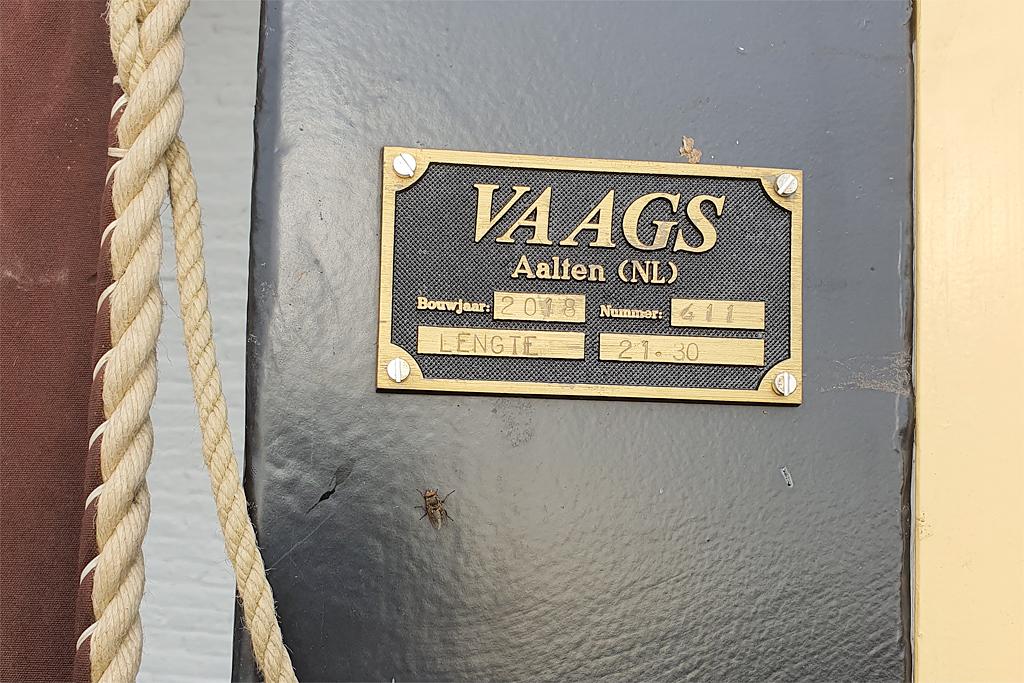 VAAGS
Aalten (NL)
Bouwjaar: 2018 Nummer: 411
LENGTE 21.30